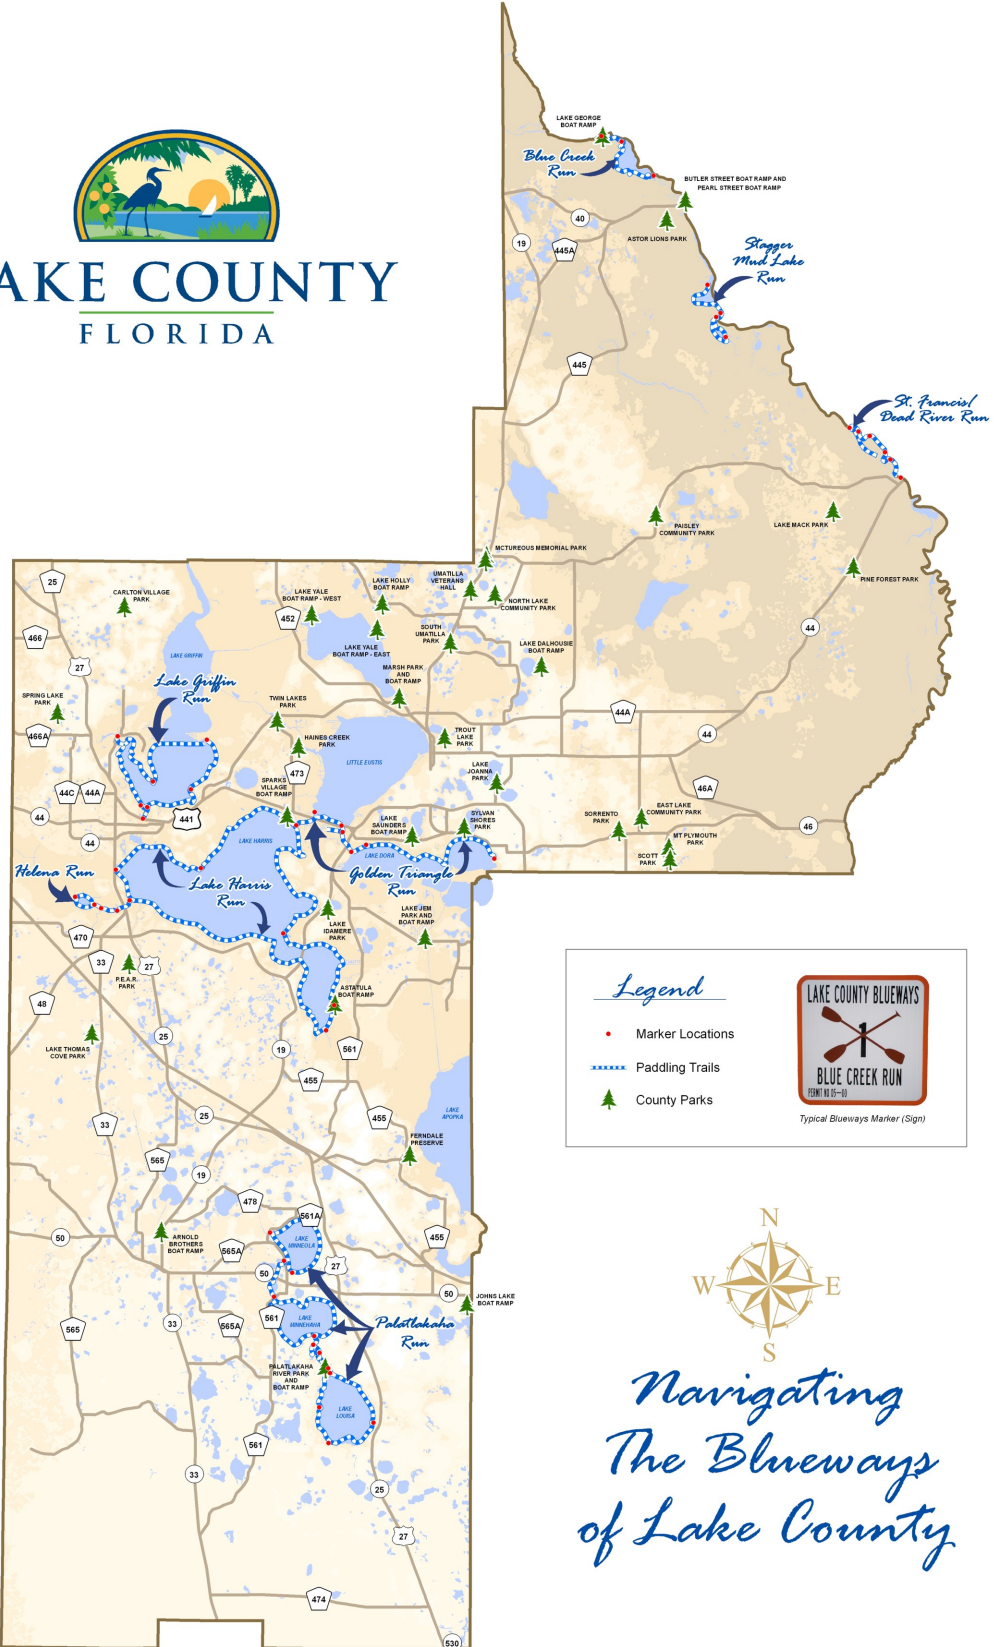 LAKE GEORGE
BOAT RAMP
Blue Creek
Run
BUTLER STREET BOAT RAMP AND
PEARL STREET BOAT RAMP
40
19
445A
ASTOR LIONS PARK
Stagger
Mud Lake
Run
AKE COUNTY
FLORIDA
445
St. Francis/
Dead River Run
PAISLEY
COMMUNITY PARK
LAKE MACK PARK
MCTUREOUS MEMORIAL PARK
PINE FOREST PARK
25
CARLTON VILLAGE
PARK
LAKE YALE
BOAT RAMP - WEST
LAKE HOLLY
BOAT RAMP
UMATILLA
VETERANS
HALL
NORTH LAKE
COMMUNITY PARK
452
466
LAKE GRIFFIN
LAKE YALE
BOAT RAMP - EAST
SOUTH
UMATILLA
PARK
LAKE DALHOUSIE
BOAT RAMP
44
27
Lake Griffin
Run
MARSH PARK
AND
BOAT RAMP
SPRING LAKE
PARK
TWIN LAKES
PARK
44A
466A
HAINES CREEK
PARK
TROUT
LAKE
PARK
44
LITTLE EUSTIS
473
LAKE
JOANNA
PARK
46A
44C
44A
SPARKS
VILLAGE
BOAT RAMP
441
44
LAKE
SAUNDERS
BOAT RAMP
SYLVAN
SHORES
PARK
SORRENTO
PARK
EAST LAKE
COMMUNITY PARK
46
44
LAKE HARRIS
LAKE DORA
MT PLYMOUTH
PARK
SCOTT
PARK
Helena Run
Lake Harris
Run
Golden Triangle
Run
LAKE
IDAMERE
PARK
LAKE JEM
PARK AND
BOAT RAMP
470
33
27
P.E.A.R.
PARK
48
ASTATULA
BOAT RAMP
LAKE THOMAS
COVE PARK
25
19
561
455
Legend
Marker Locations
Paddling Trails
County Parks
LAKE COUNTY BLUEWAYS
1
BLUE CREEK RUN
PERMIT NO 05-00
Typical Blueways Marker (Sign)
LAKE
APOPKA
33
25
455
FERNDALE
PRESERVE
565
19
478
561A
50
ARNOLD
BROTHERS
BOAT RAMP
565A
LAKE
MINNEOLA
455
27
50
50
JOHNS LAKE
BOAT RAMP
565
33
565A
561
LAKE
MINNEHAHA
Palatlakaha
Run
PALATLAKAHA
RIVER PARK
AND
BOAT RAMP
LAKE
LOUISA
561
33
25
27
474
530
N
W
E
S
Navigating
The Blueways
of Lake County